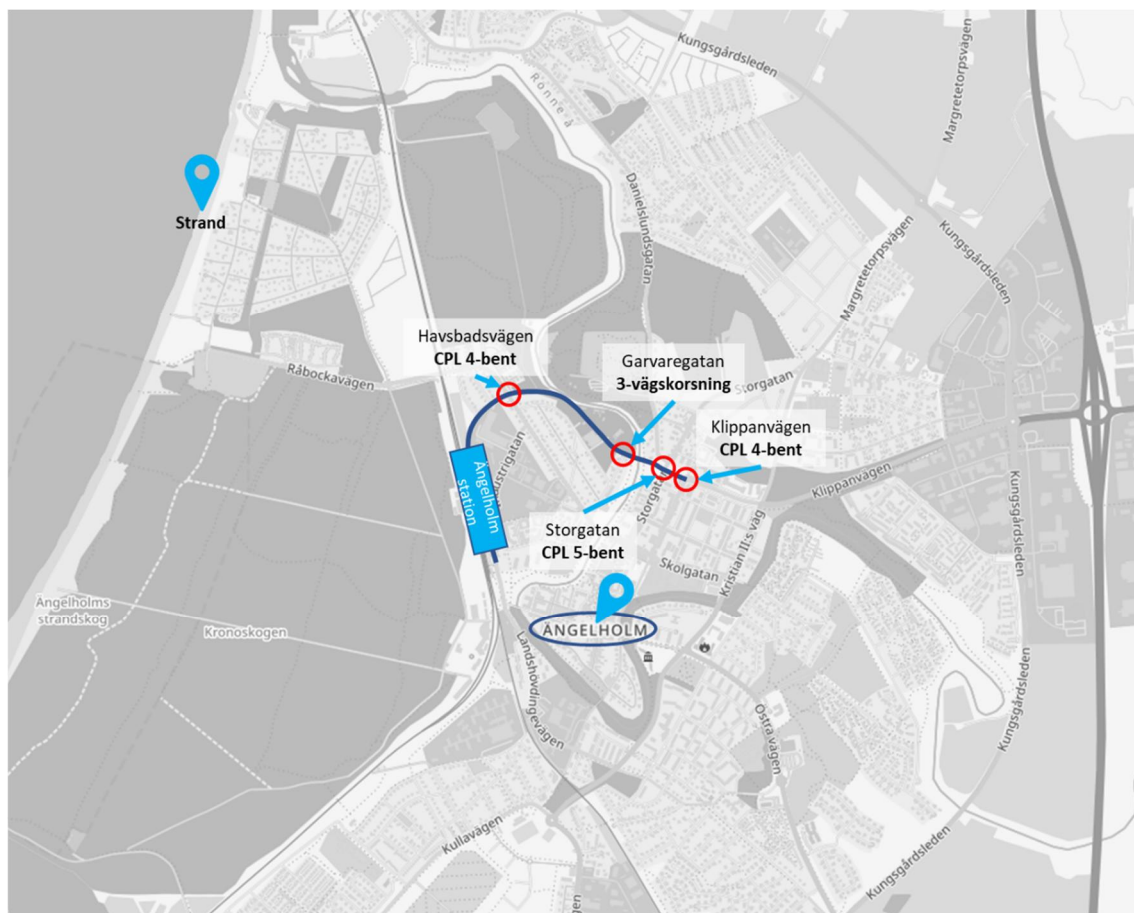 Kungsgårdsleden
Margretetorpsvägen
Rönne å
Danielslundsgatan
Strand
Kungsgårdsleden
Margretetorpsvägen
Havsbadsvägen
CPL 4-bent
Garvaregatan
3-vägskorsning
Råbockavägen
Storgatan
Klippanvägen
CPL 4-bent
Ängelholm
station
Klippanvägen
Storgatan
Kungsgårdsleden
Storgatan
CPL 5-bent
Kristian II:s väg
Skolgatan
Ängelholms
strandskog
Kronoskogen
ÄNGELHOLM
Landshövdingevägen
Östra vägen
Kungsgårdsleden
Kullavägen
Kungsgårdsleden